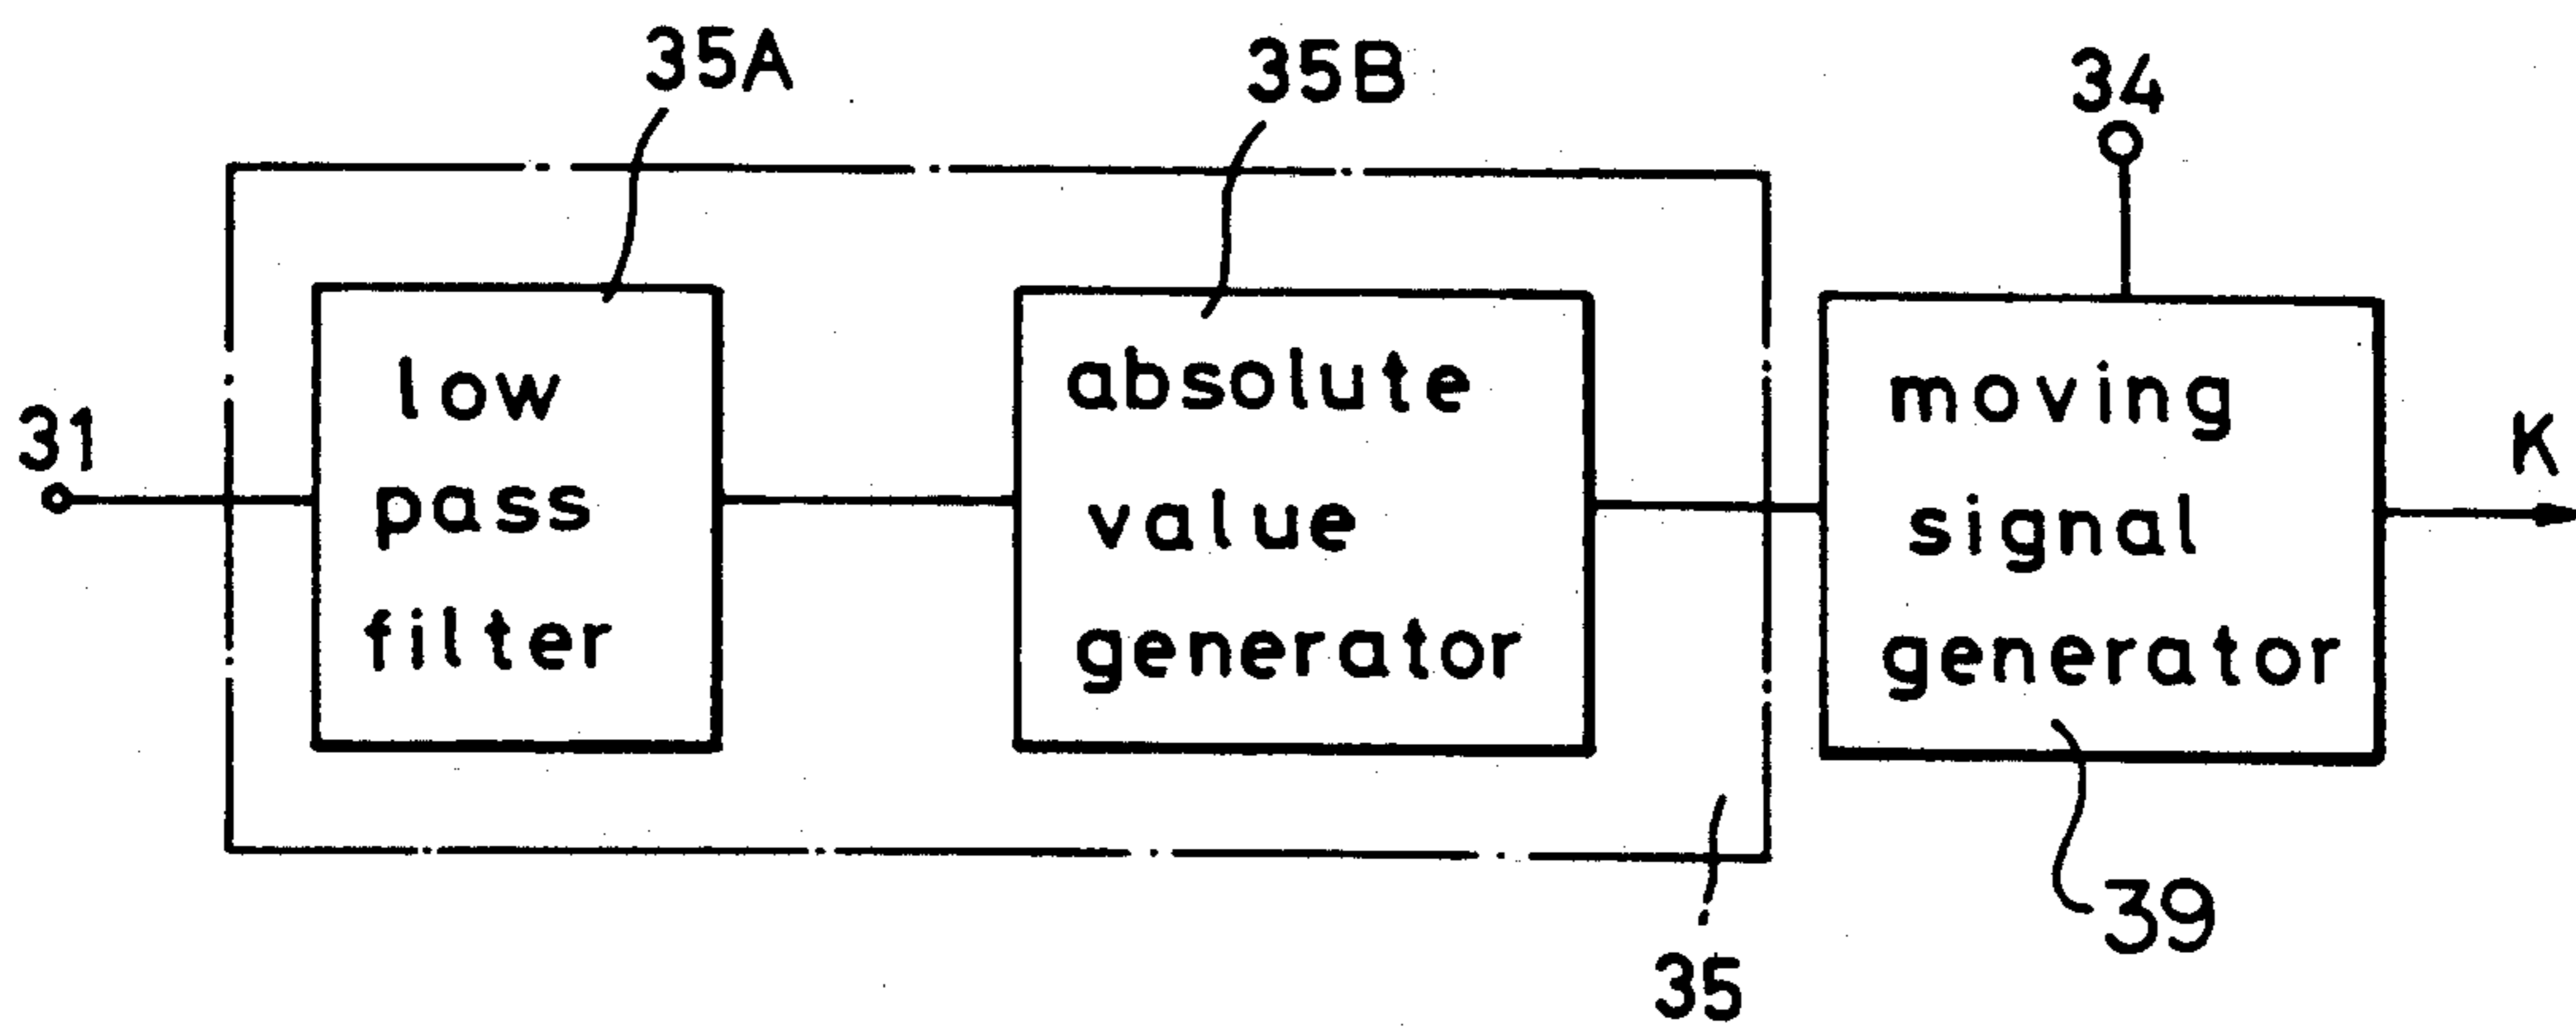 35A
35B
34
31
low
pass
filter
absolute
value
generator
moving
signal
generator
K
35
39